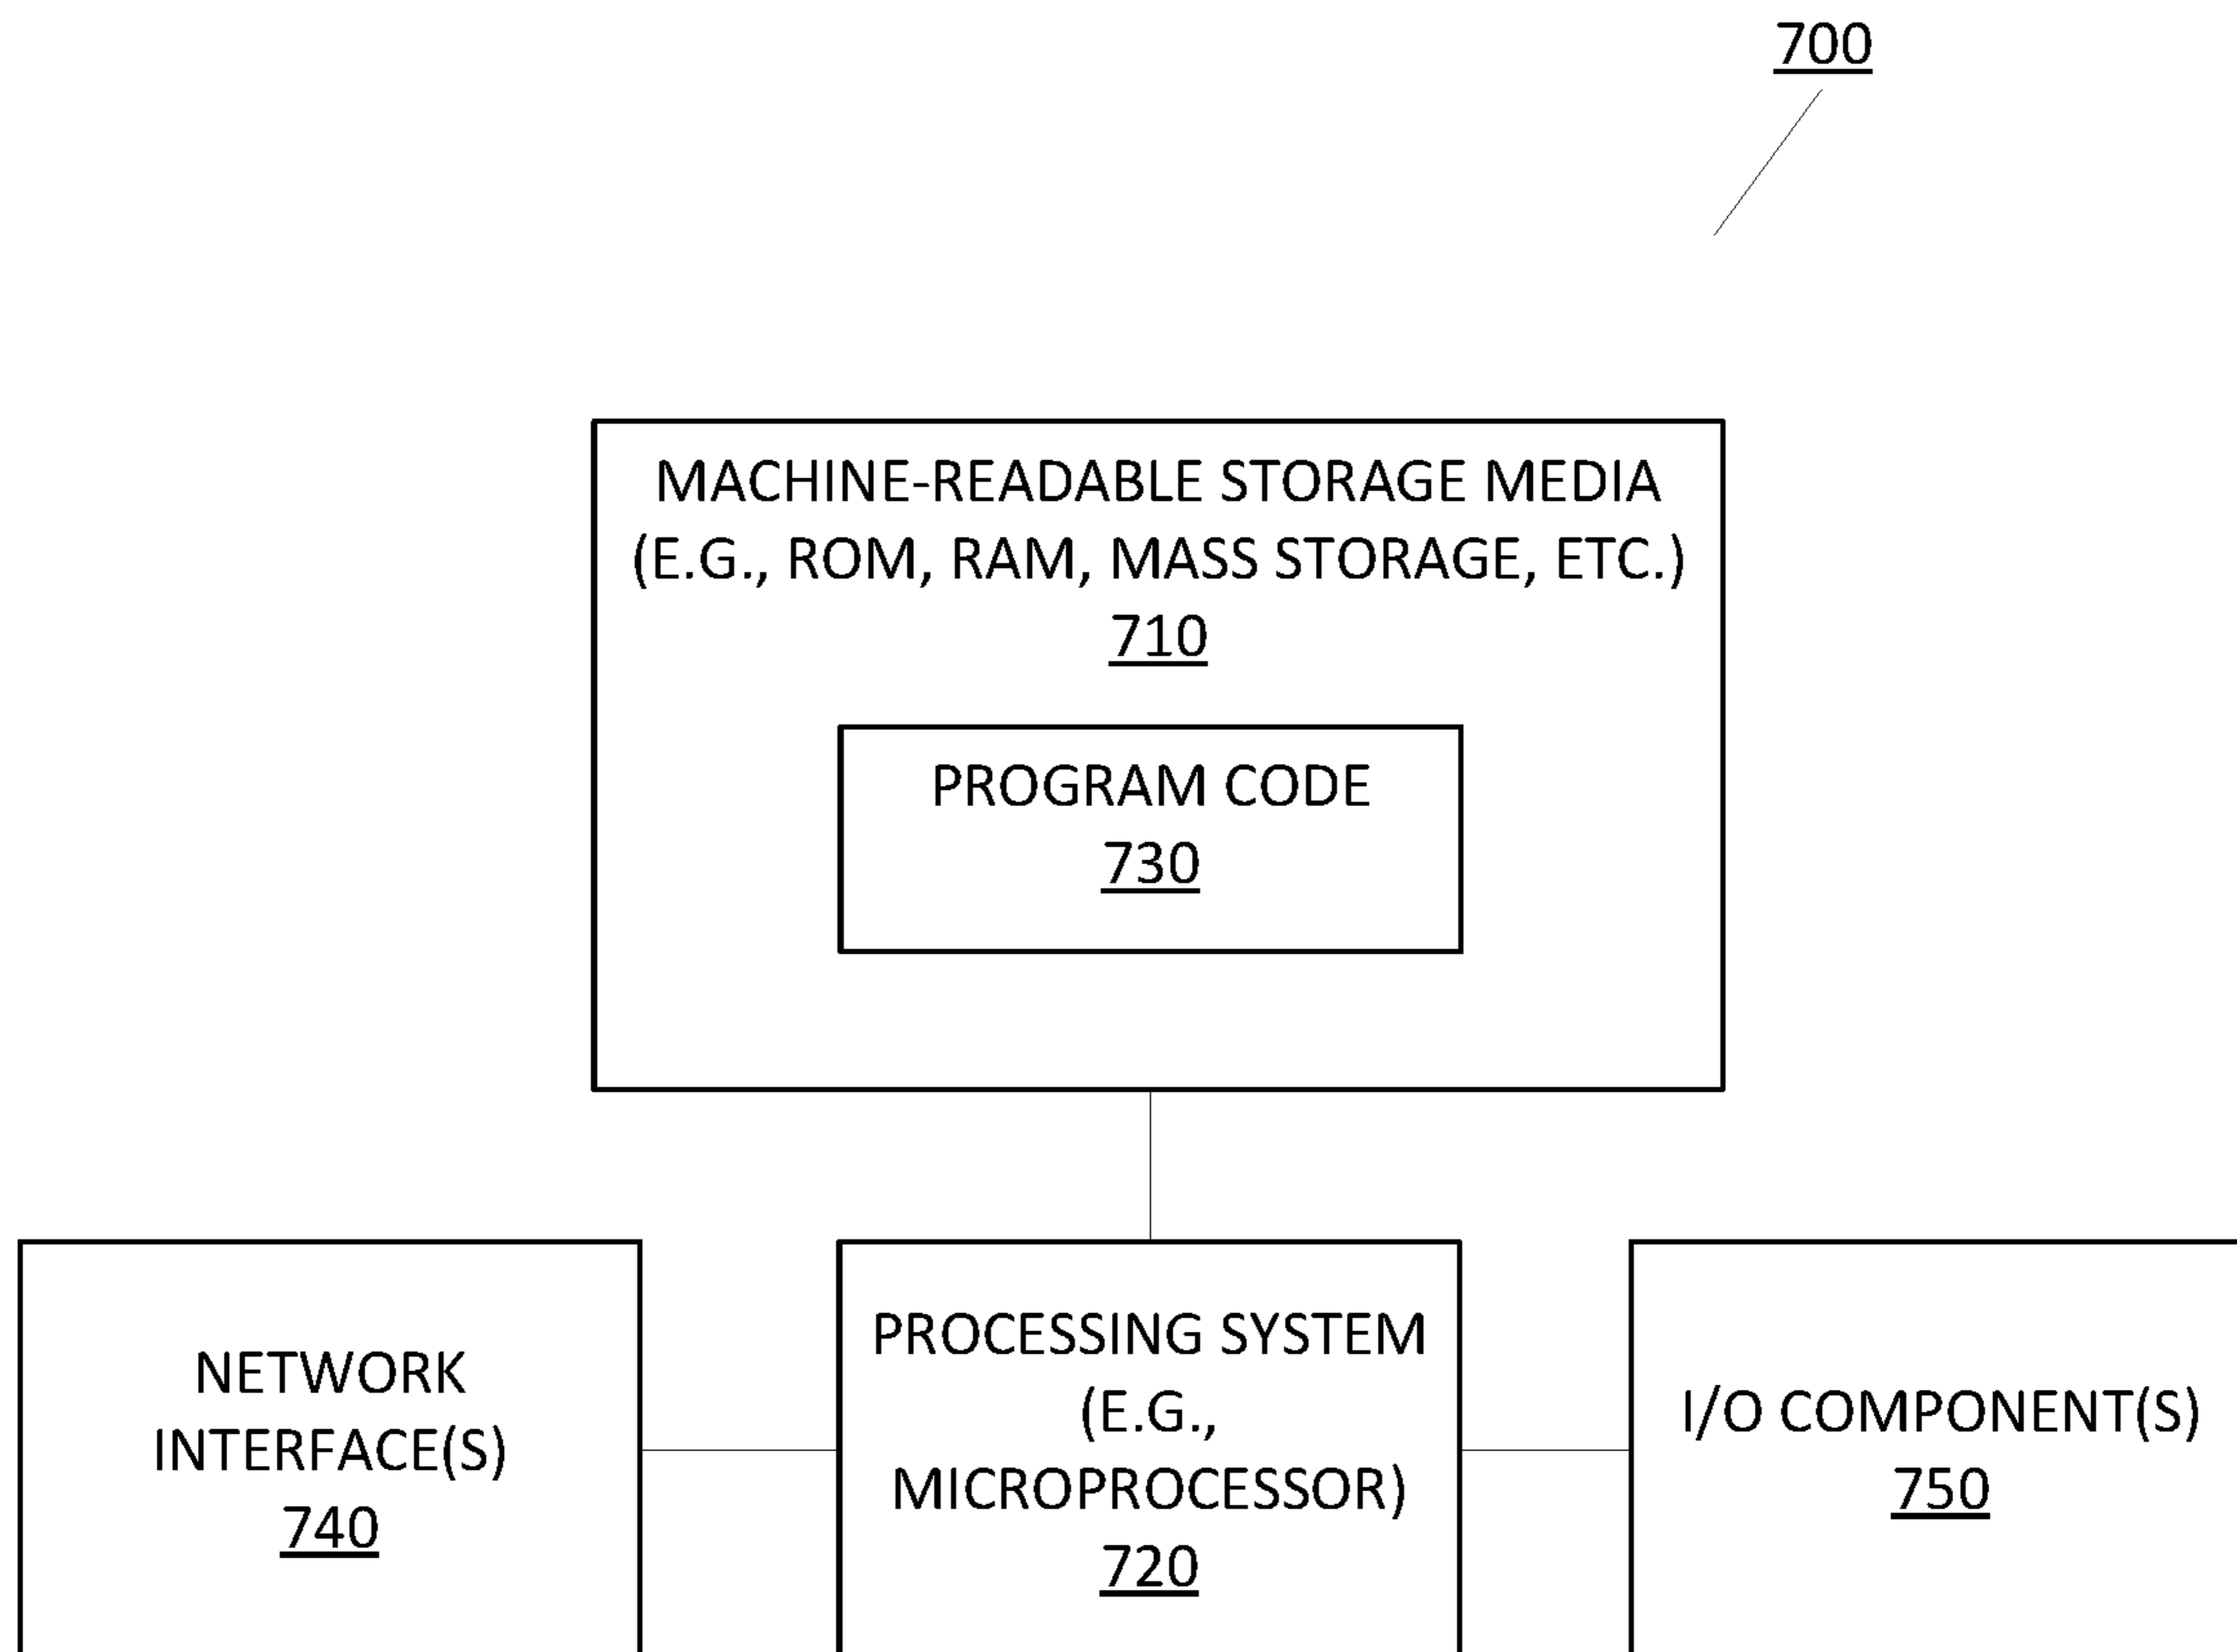 700
MACHINE-READABLE STORAGE MEDIA
(E.G., ROM, RAM, MASS STORAGE, ETC.)
710
PROGRAM CODE
730
NETWORK
INTERFACE(S)
740
PROCESSING SYSTEM
(E.G.,
MICROPROCESSOR)
720
I/O COMPONENT(S)
750